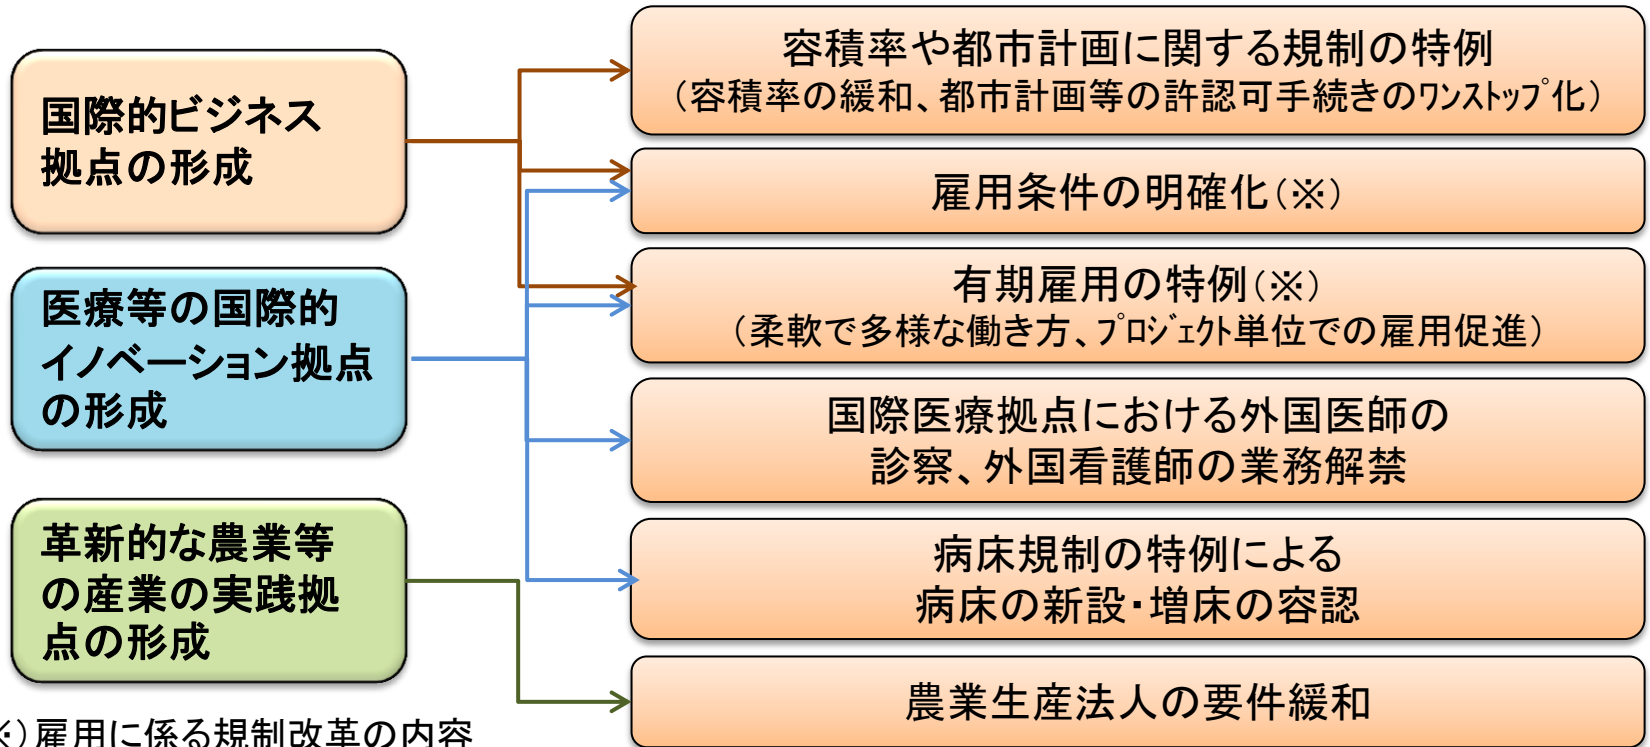 国際的ビジネス
拠点の形成
医療等の国際的
イノベーション拠点
の形成
革新的な農業等
の産業の実践拠
点の形成
容積率や都市計画に関する規制の特例
（容積率の緩和、都市計画等の許認可手続きのﾜﾝｽﾄｯﾌﾟ化）
雇用条件の明確化（※）
有期雇用の特例（※）
（柔軟で多様な働き方、ﾌﾟﾛｼﾞｪｸﾄ単位での雇用促進）
国際医療拠点における外国医師の
診察、外国看護師の業務解禁
病床規制の特例による
病床の新設・増床の容認
農業生産法人の要件緩和
※）雇用に係る規制改革の内容